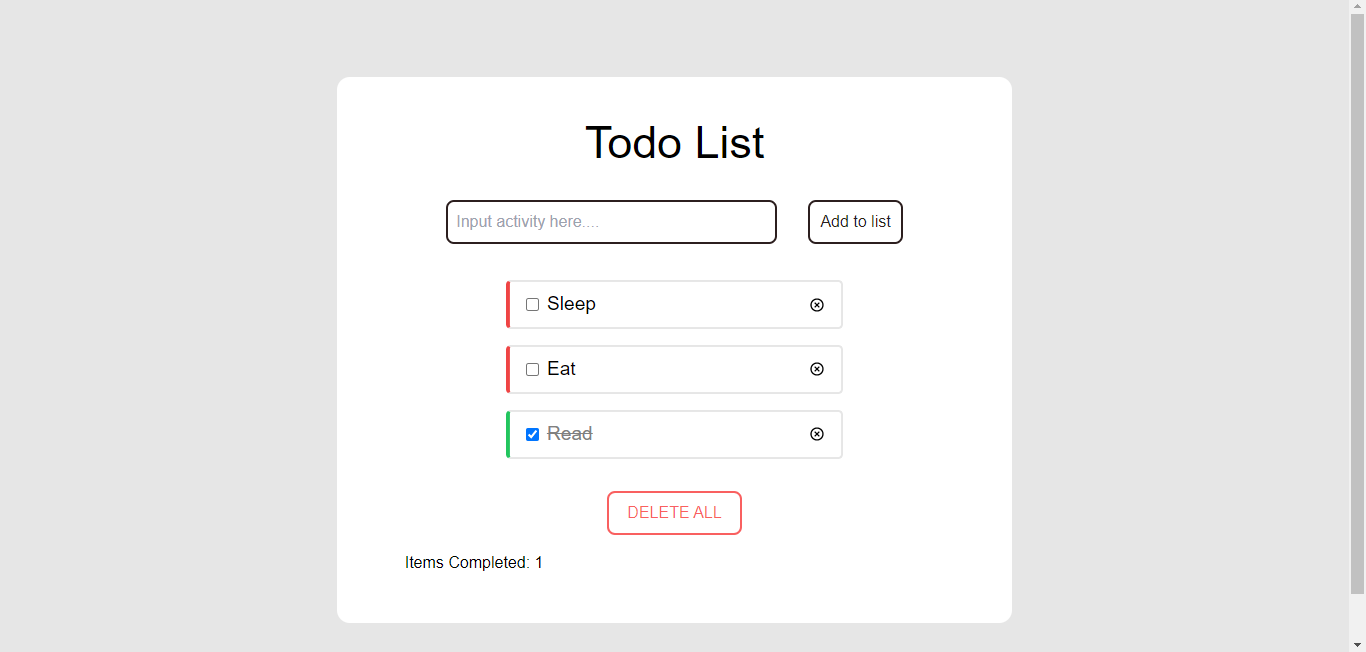 Todo List
Input activity here....
Add to list
Sleep
Eat
Read
DELETE ALL
Items Completed: 1